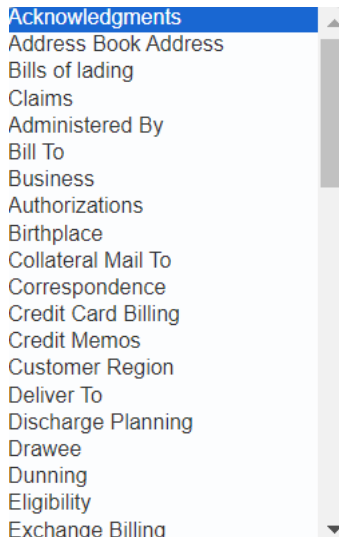 Acknowledgments
Address Book Address
Bills of lading
Claims
Administered By
Bill To
Business
Authorizations
Birthplace
Collateral Mail To
Correspondence
Credit Card Billing
Credit Memos
Customer Region
Deliver To
Discharge Planning
Drawee
Dunning
Eligibility
Exchange Billing